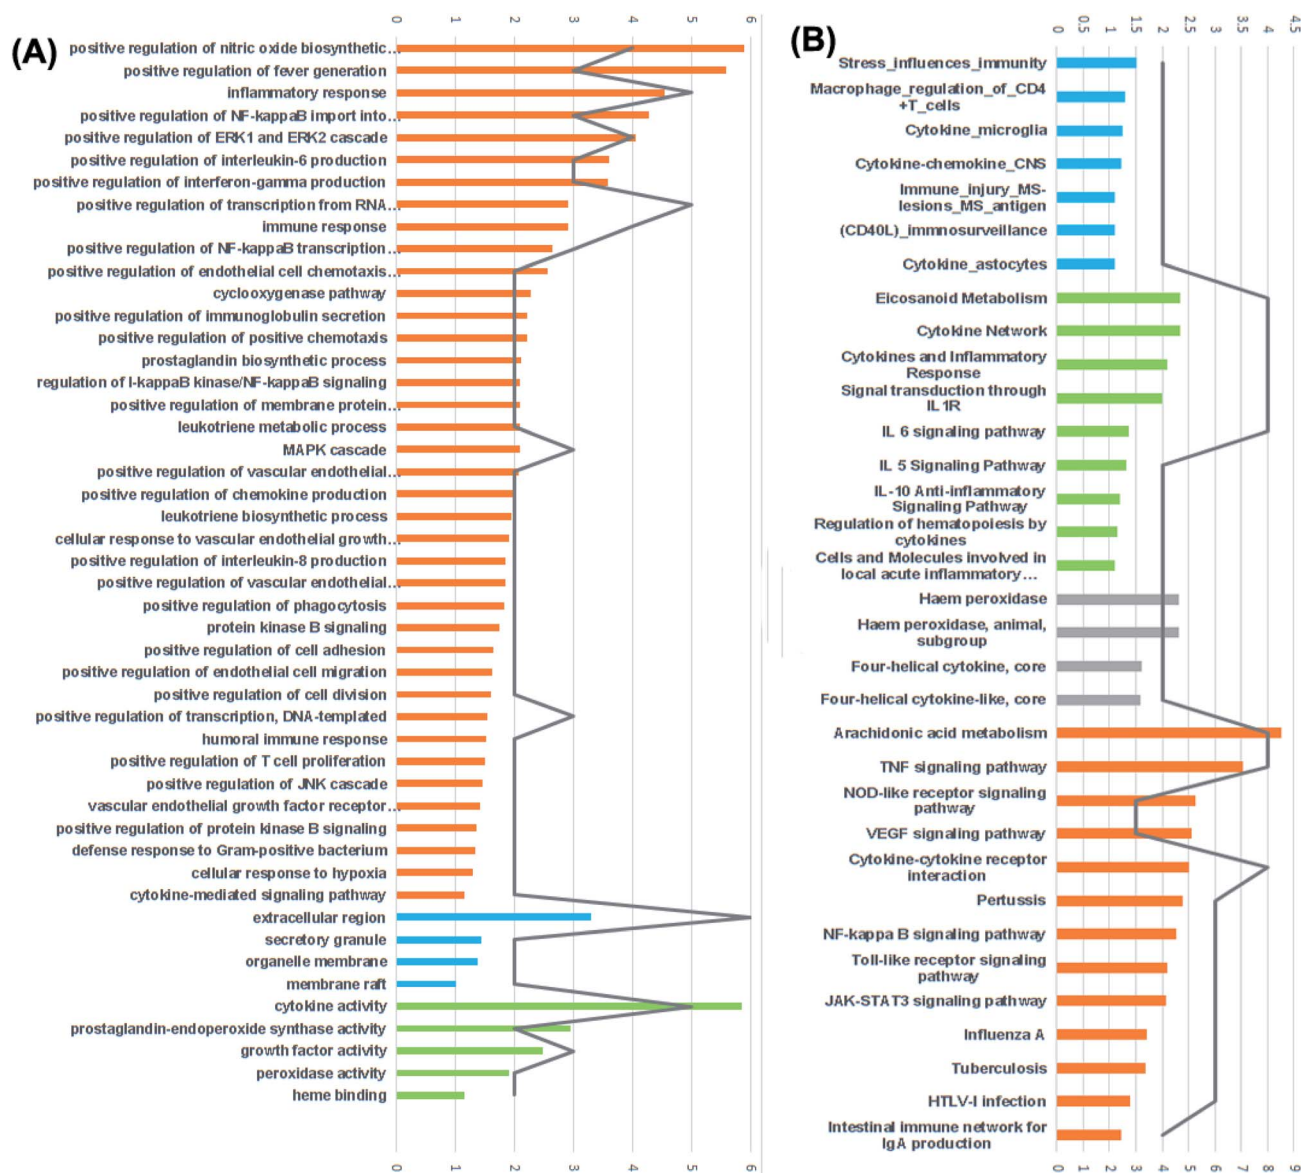 (A)
0 1 2 3 4 5 6
positive regulation of nitric oxide biosynthetic...
positive regulation of fever generation
inflammatory response
positive regulation of NF-kappaB import into...
positive regulation of ERK1 and ERK2 cascade
positive regulation of interleukin-6 production
positive regulation of interferon-gamma production
positive regulation of transcription from RNA...
immune response
positive regulation of NF-kappaB transcription...
positive regulation of endothelial cell chemotaxis...
cyclooxygenase pathway
positive regulation of immunoglobulin secretion
positive regulation of positive chemotaxis
prostaglandin biosynthetic process
regulation of I-kappaB kinase/NF-kappaB signaling
positive regulation of membrane protein...
leukotriene metabolic process
MAPK cascade
positive regulation of vascular endothelial...
positive regulation of chemokine production
leukotriene biosynthetic process
cellular response to vascular endothelial growth...
positive regulation of interleukin-8 production
positive regulation of vascular endothelial...
positive regulation of phagocytosis
protein kinase B signaling
positive regulation of cell adhesion
positive regulation of endothelial cell migration
positive regulation of cell division
positive regulation of transcription, DNA-templated
humoral immune response
positive regulation of T cell proliferation
positive regulation of JNK cascade
vascular endothelial growth factor receptor...
positive regulation of protein kinase B signaling
defense response to Gram-positive bacterium
cellular response to hypoxia
cytokine-mediated signaling pathway
extracellular region
secretory granule
organelle membrane
membrane raft
cytokine activity
prostaglandin-endoperoxide synthase activity
growth factor activity
peroxidase activity
heme binding
0 1 2 3 4 5 6
(B)
0 0.5 1 1.5 2 2.5 3 3.5 4 4.5
Stress_influences_immunity
Macrophage_regulation_of_CD4
+T_cells
Cytokine_microglia
Cytokine-chemokine_CNS
Immune_injury_MS-
lesions_MS_antigen
(CD40L)_immnosurveillance
Cytokine_astocytes
Eicosanoid Metabolism
Cytokine Network
Cytokines and Inflammatory
Response
Signal transduction through
IL1R
IL 6 signaling pathway
IL 5 Signaling Pathway
IL-10 Anti-inflammatory
Signaling Pathway
Regulation of hematopoiesis by
cytokines
Cells and Molecules involved in
local acute inflammatory...
Haem peroxidase
Haem peroxidase, animal,
subgroup
Four-helical cytokine, core
Four-helical cytokine-like, core
Arachidonic acid metabolism
TNF signaling pathway
NOD-like receptor signaling
pathway
VEGF signaling pathway
Cytokine-cytokine receptor
interaction
Pertussis
NF-kappa B signaling pathway
Toll-like receptor signaling
pathway
JAK-STAT3 signaling pathway
Influenza A
Tuberculosis
HTLV-I infection
Intestinal immune network for
IgA production
0 1 2 3 4 5 6 7 8 9